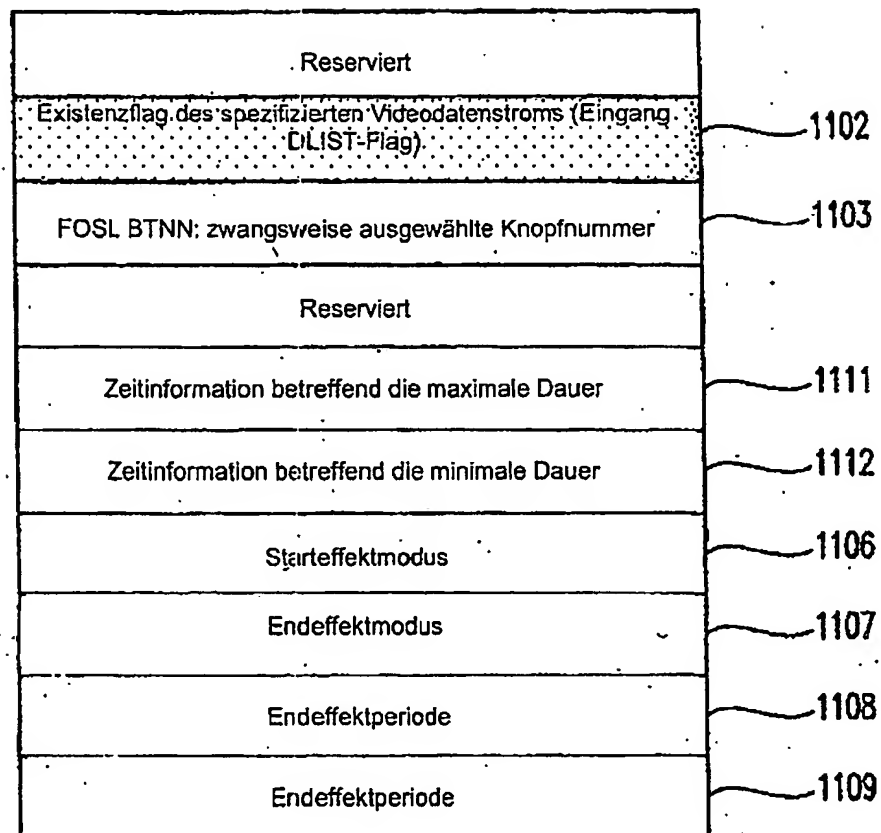 Reserviert
Existenzflag des spezifizierten Videodatenstroms (Eingang
DLIST-Flag)
1102
FOSL BTNN: zwangsweise ausgewählte Knopfnummer
1103
Reserviert
Zeitinformation betreffend die maximale Dauer
1111
Zeitinformation betreffend die minimale Dauer
1112
Starteffektmodus
1106
Endeffektmodus
1107
Endeffektperiode
1108
Endeffektperiode
1109